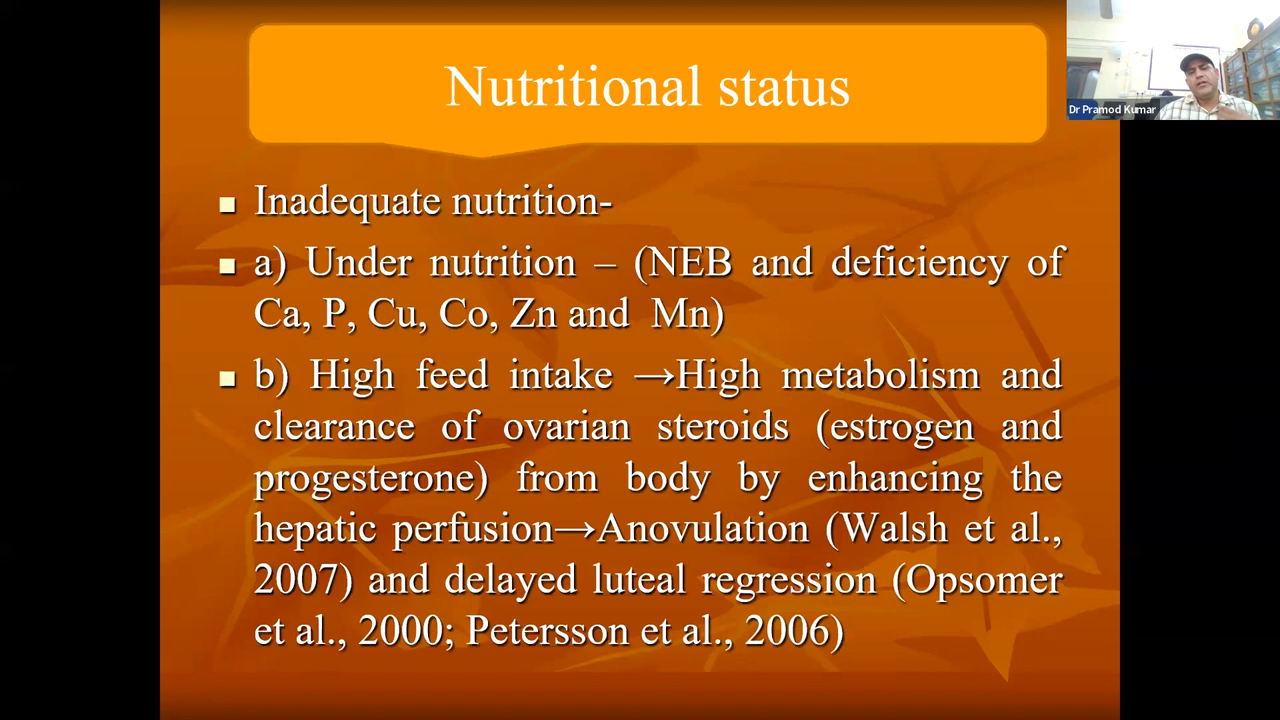 Nutritional status
Dr Pramod Kumar
■ Inadequate nutrition-
■ a) Under nutrition – (NEB and deficiency of
Ca, P, Cu, Co, Zn and Mn)
■ b) High feed intake →High metabolism and
clearance of ovarian steroids (estrogen and
progesterone) from body by enhancing the
hepatic perfusion→Anovulation (Walsh et al.,
2007) and delayed luteal regression (Opsomer
et al., 2000; Petersson et al., 2006)